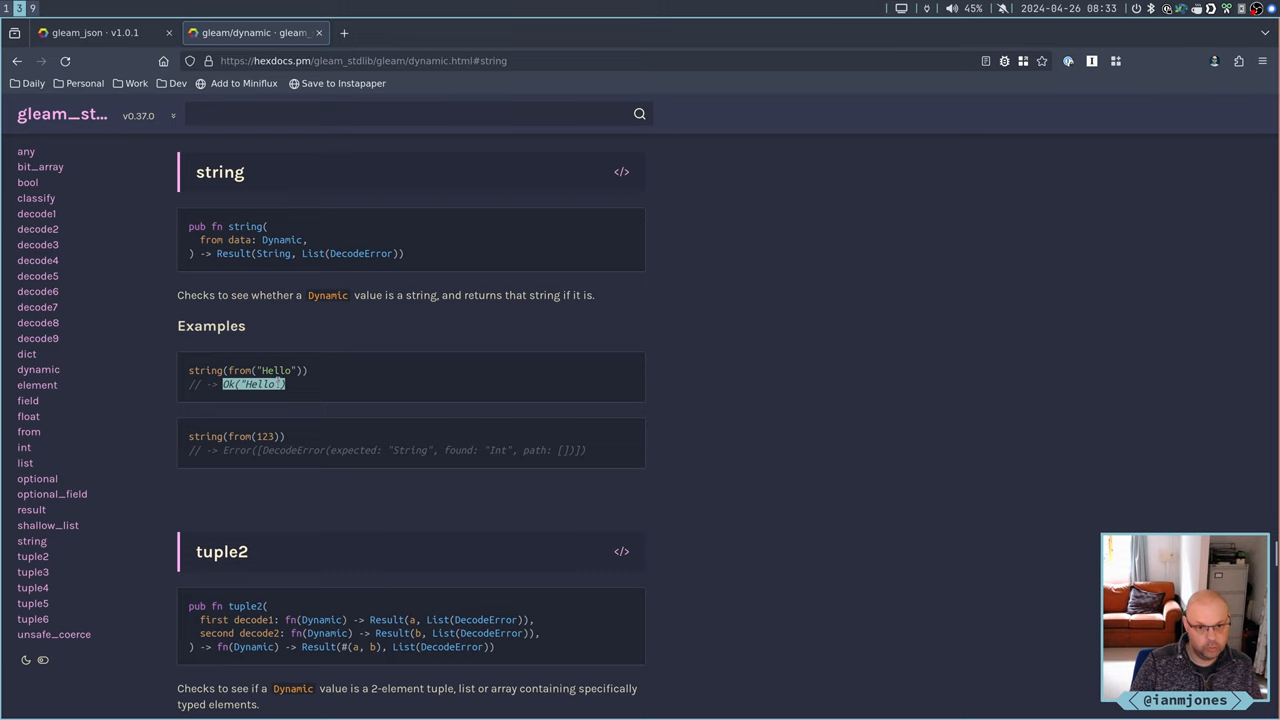 1 3 9
45%
2024-04-26 08:33
gleam_json · v1.0.1
gleam/dynamic · gleam_
https://hexdocs.pm/gleam_stdlib/gleam/dynamic.html#string
Daily
Personal
Work
Dev
Add to Miniflux
Save to Instapaper
gleam_st...
v0.37.0
any
bit_array
bool
classify
decode1
decode2
decode3
decode4
decode5
decode6
decode7
decode8
decode9
dict
dynamic
element
field
float
from
int
list
optional
optional_field
result
shallow_list
string
tuple2
tuple3
tuple4
tuple5
tuple6
unsafe_coerce
string
</>
pub fn string(
from data: Dynamic,
) -> Result(String, List(DecodeError))
Checks to see whether a Dynamic value is a string, and returns that string if it is.
Examples
string(from("Hello"))
// -> Ok("Hello")
string(from(123))
// -> Error([DecodeError(expected: "String", found: "Int", path: [])])
tuple2
</>
pub fn tuple2(
first decode1: fn(Dynamic) -> Result(a, List(DecodeError)),
second decode2: fn(Dynamic) -> Result(b, List(DecodeError)),
) -> fn(Dynamic) -> Result(#(a, b), List(DecodeError))
Checks to see if a Dynamic value is a 2-element tuple, list or array containing specifically
typed elements.
@ianmjones